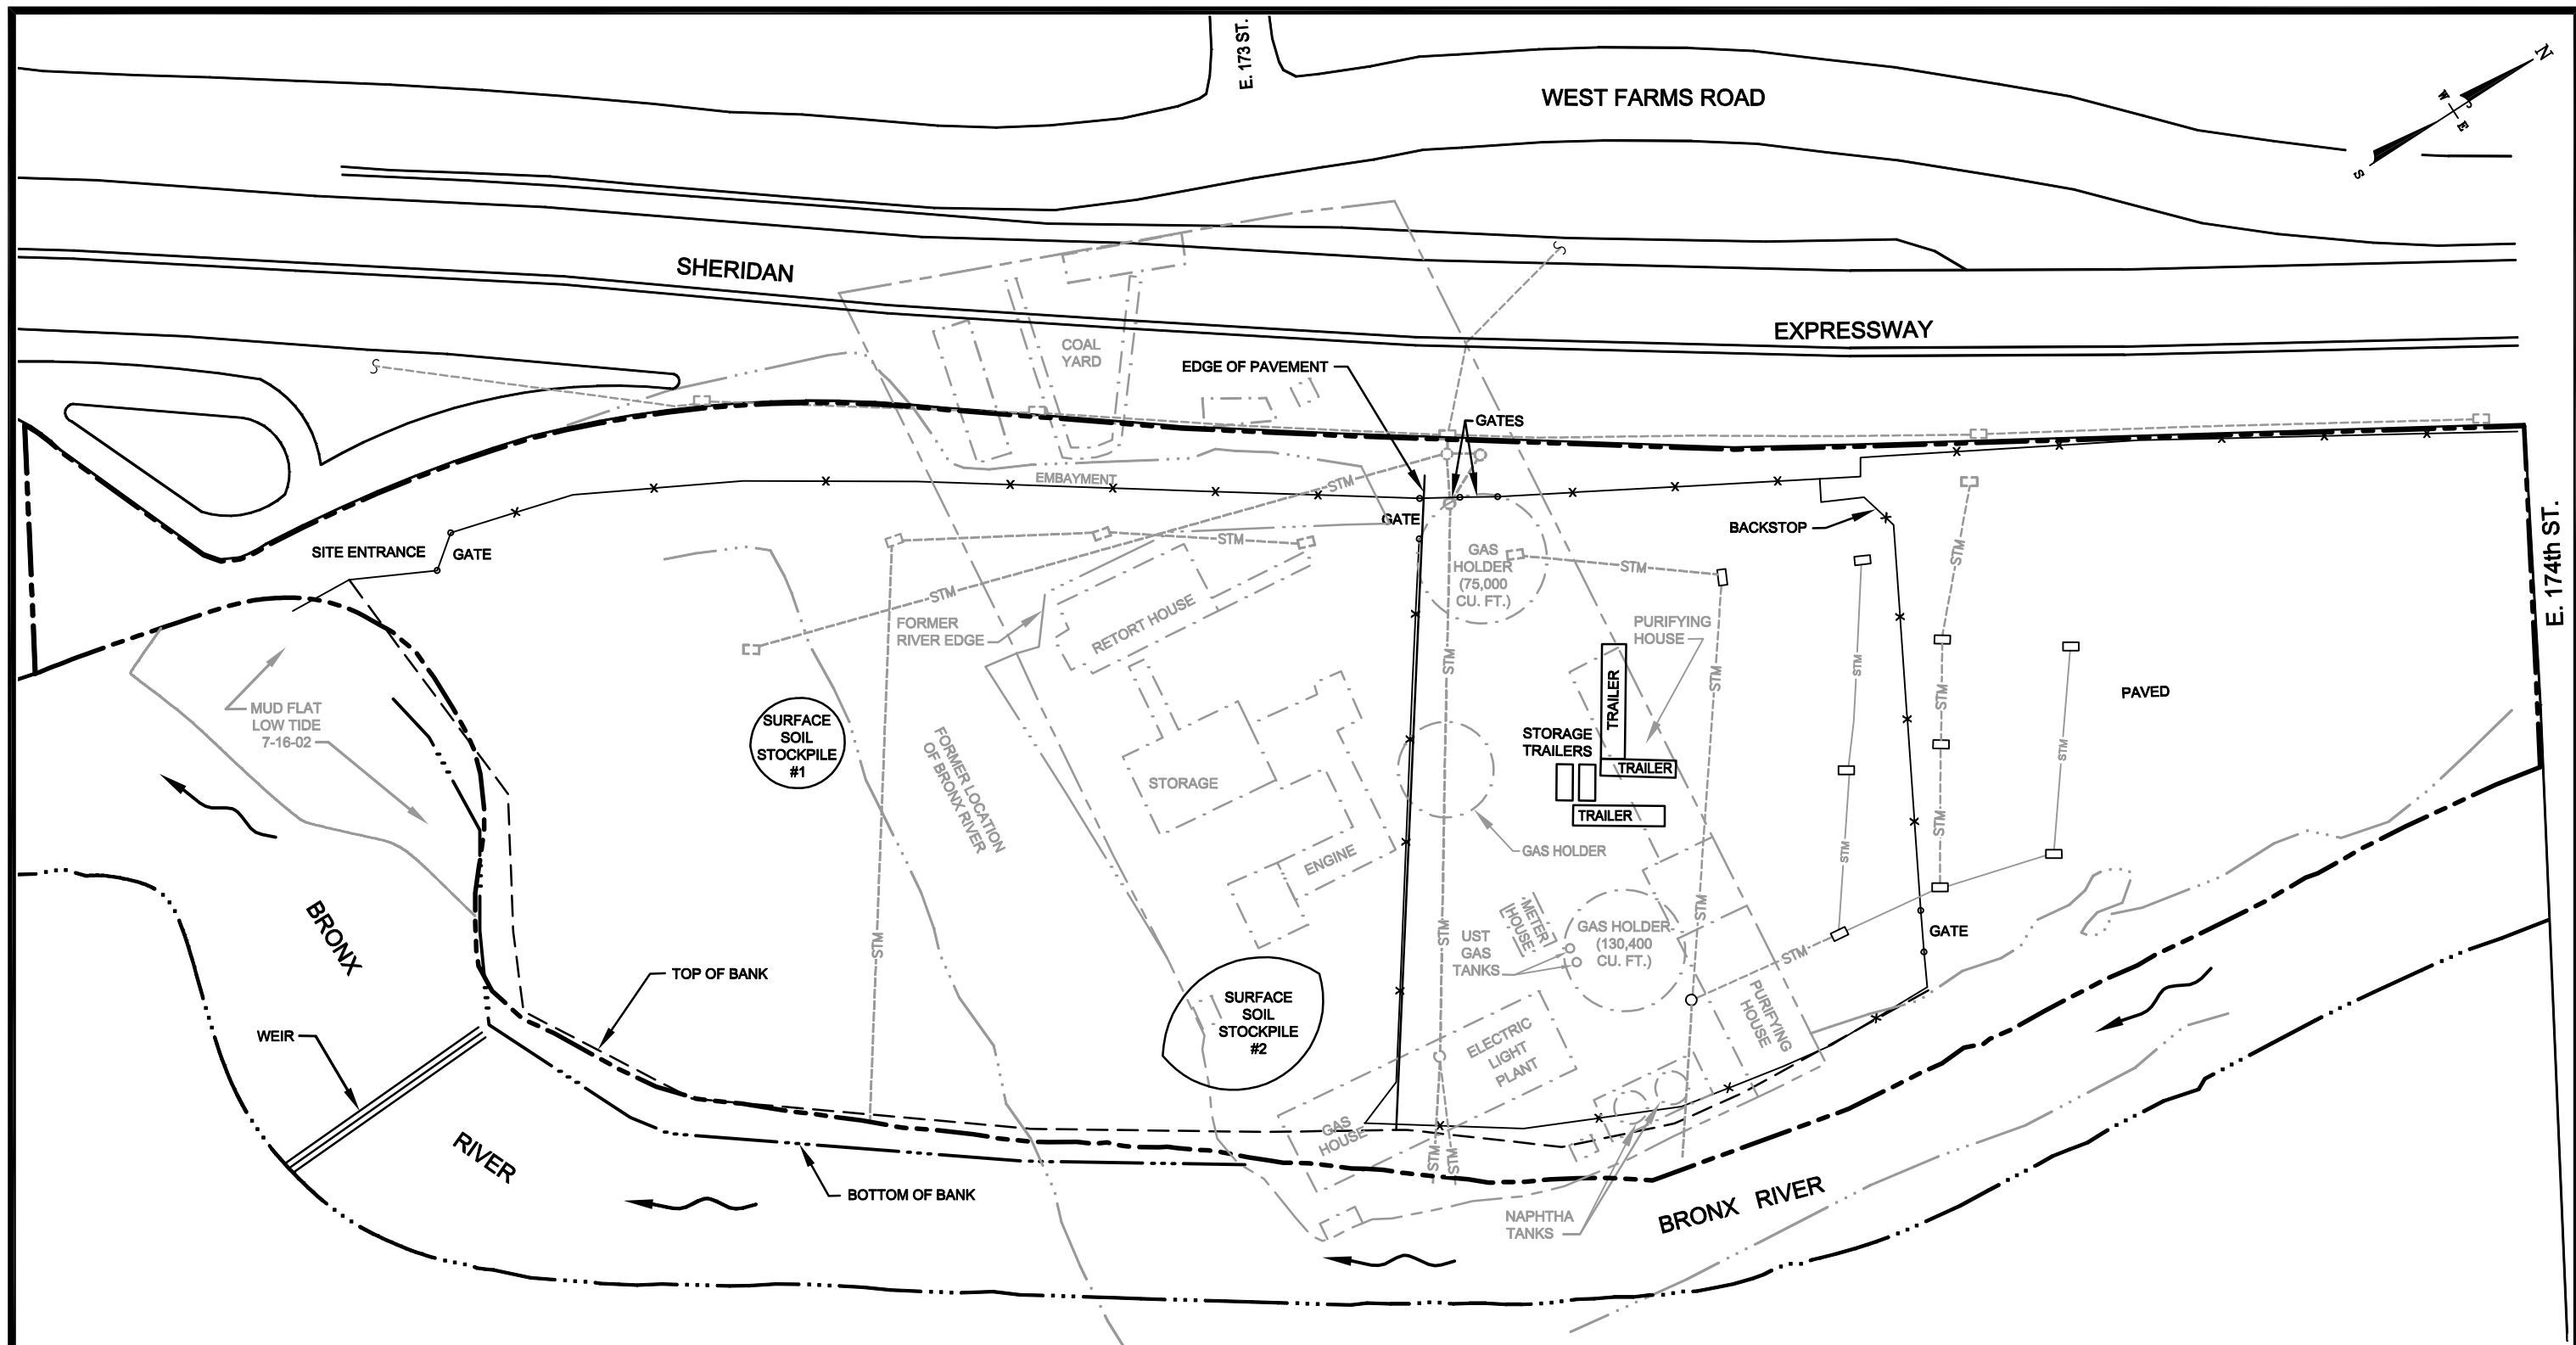 E. 173 ST.
WEST FARMS ROAD
N
W
E
S
SHERIDAN
EXPRESSWAY
COAL
YARD
EDGE OF PAVEMENT
GATES
EMBAYMENT
STM
GATE
SITE ENTRANCE
GATE
BACKSTOP
E. 174th ST.
STM
STM
GAS
HOLDER
(75,000
CU. FT.)
STM
STM
FORMER
RIVER EDGE
RETORT HOUSE
PURIFYING
HOUSE
STM
STM
STM
STM
STM
MUD FLAT
LOW TIDE
7-16-02
SURFACE
SOIL
STOCKPILE
#1
FORMER LOCATION
OF BRONX RIVER
STORAGE
STORAGE
TRAILERS
TRAILER
TRAILER
TRAILER
PAVED
STM
STM
STM
ENGINE
GAS HOLDER
METER
HOUSE
GAS HOLDER
(130,400
CU. FT.)
UST
GAS
TANKS
STM
STM
STM
STM
GATE
BRONX
TOP OF BANK
WEIR
SURFACE
SOIL
STOCKPILE
#2
ELECTRIC
LIGHT
PLANT
PURIFYING
HOUSE
GAS
HOUSE
STM
STM
RIVER
BOTTOM OF BANK
NAPHTHA
TANKS
BRONX RIVER